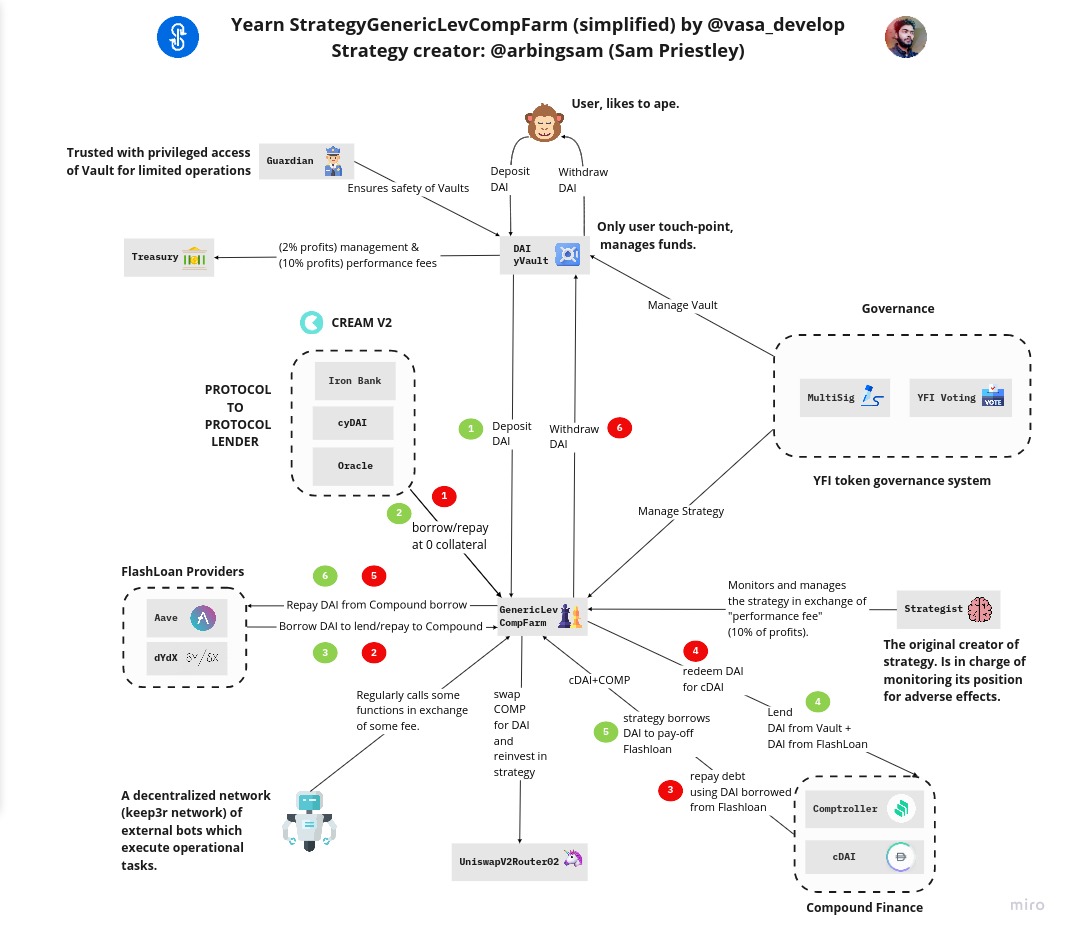 Yearn StrategyGenericLevCompFarm (simplified) by @vasa_develop
Strategy creator: @arbingsam (Sam Priestley)
User, likes to ape.
Trusted with privileged access
of Vault for limited operations
Guardian
Ensures safety of Vaults
Deposit
DAI
Withdraw
DAI
Only user touch-point,
manages funds.
Treasury
(2% profits) management &
(10% profits) performance fees
DAI
yVault
Manage Vault
Governance
CREAM V2
PROTOCOL
TO
PROTOCOL
LENDER
Iron Bank
cyDAI
Oracle
MultiSig
YFI Voting
VOTE
YFI token governance system
1
Deposit
DAI
Withdraw
DAI
6
1
2
borrow/repay
at 0 collateral
Manage Strategy
FlashLoan Providers
6
5
Aave
dYdX
dY/dX
Repay DAI from Compound borrow
Borrow DAI to lend/repay to Compound
3
2
GenericLev
CompFarm
Monitors and manages
the strategy in exchange of
"performance fee"
(10% of profits).
Strategist
The original creator of
strategy. Is in charge of
monitoring its position
for adverse effects.
4
redeem DAI
for cDAI
cDAI+COMP
Regularly calls some
functions in exchange
of some fee.
swap
COMP
for DAI
and
reinvest in
strategy
5
strategy borrows
DAI to pay-off
Flashloan
4
Lend
DAI from Vault +
DAI from FlashLoan
3
repay debt
using DAI borrowed
from Flashloan
A decentralized network
(keep3r network) of
external bots which
execute operational
tasks.
UniswapV2Router02
Comptroller
cDAI
Compound Finance
miro